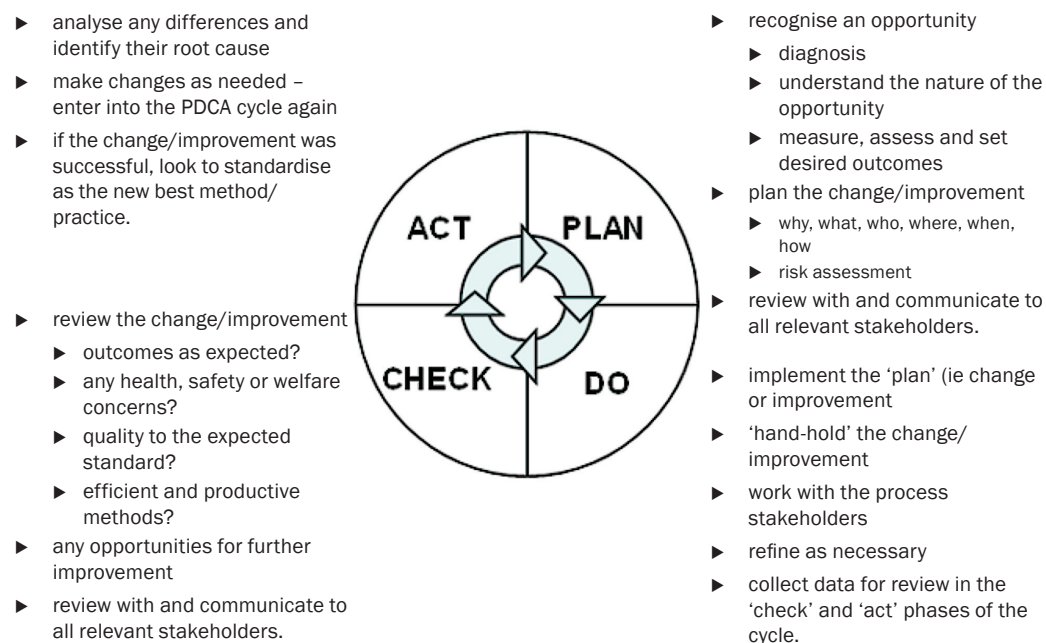 ▶ analyse any differences and
identify their root cause
▶ make changes as needed –
enter into the PDCA cycle again
▶ if the change/improvement was
successful, look to standardise
as the new best method/
practice.
▶ review the change/improvement
▶ outcomes as expected?
▶ any health, safety or welfare
concerns?
▶ quality to the expected
standard?
▶ efficient and productive
methods?
▶ any opportunities for further
improvement
▶ review with and communicate to
all relevant stakeholders.
ACT
PLAN
CHECK
DO
▶ recognise an opportunity
▶ diagnosis
▶ understand the nature of the
opportunity
▶ measure, assess and set
desired outcomes
▶ plan the change/improvement
▶ why, what, who, where, when,
how
▶ risk assessment
▶ review with and communicate to
all relevant stakeholders.
▶ implement the ‘plan’ (ie change
or improvement
▶ ‘hand-hold’ the change/
improvement
▶ work with the process
stakeholders
▶ refine as necessary
▶ collect data for review in the
‘check’ and ‘act’ phases of the
cycle.